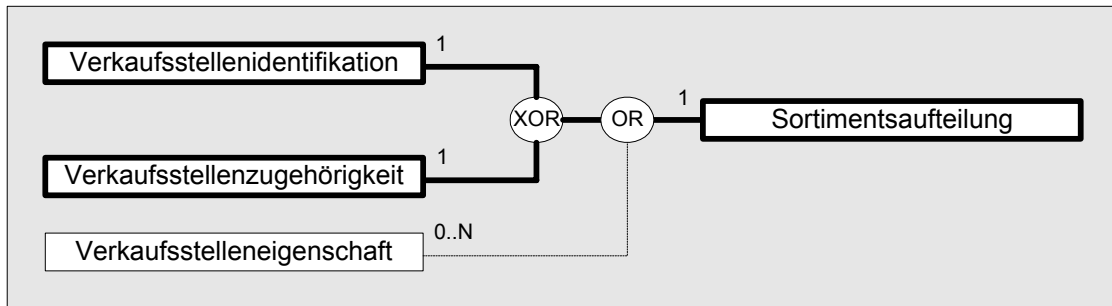 1
Verkaufsstellenidentifikation
XOR
OR
1
Sortimentsaufteilung
1
Verkaufsstellenzugehörigkeit
0..N
Verkaufsstelleneigenschaft